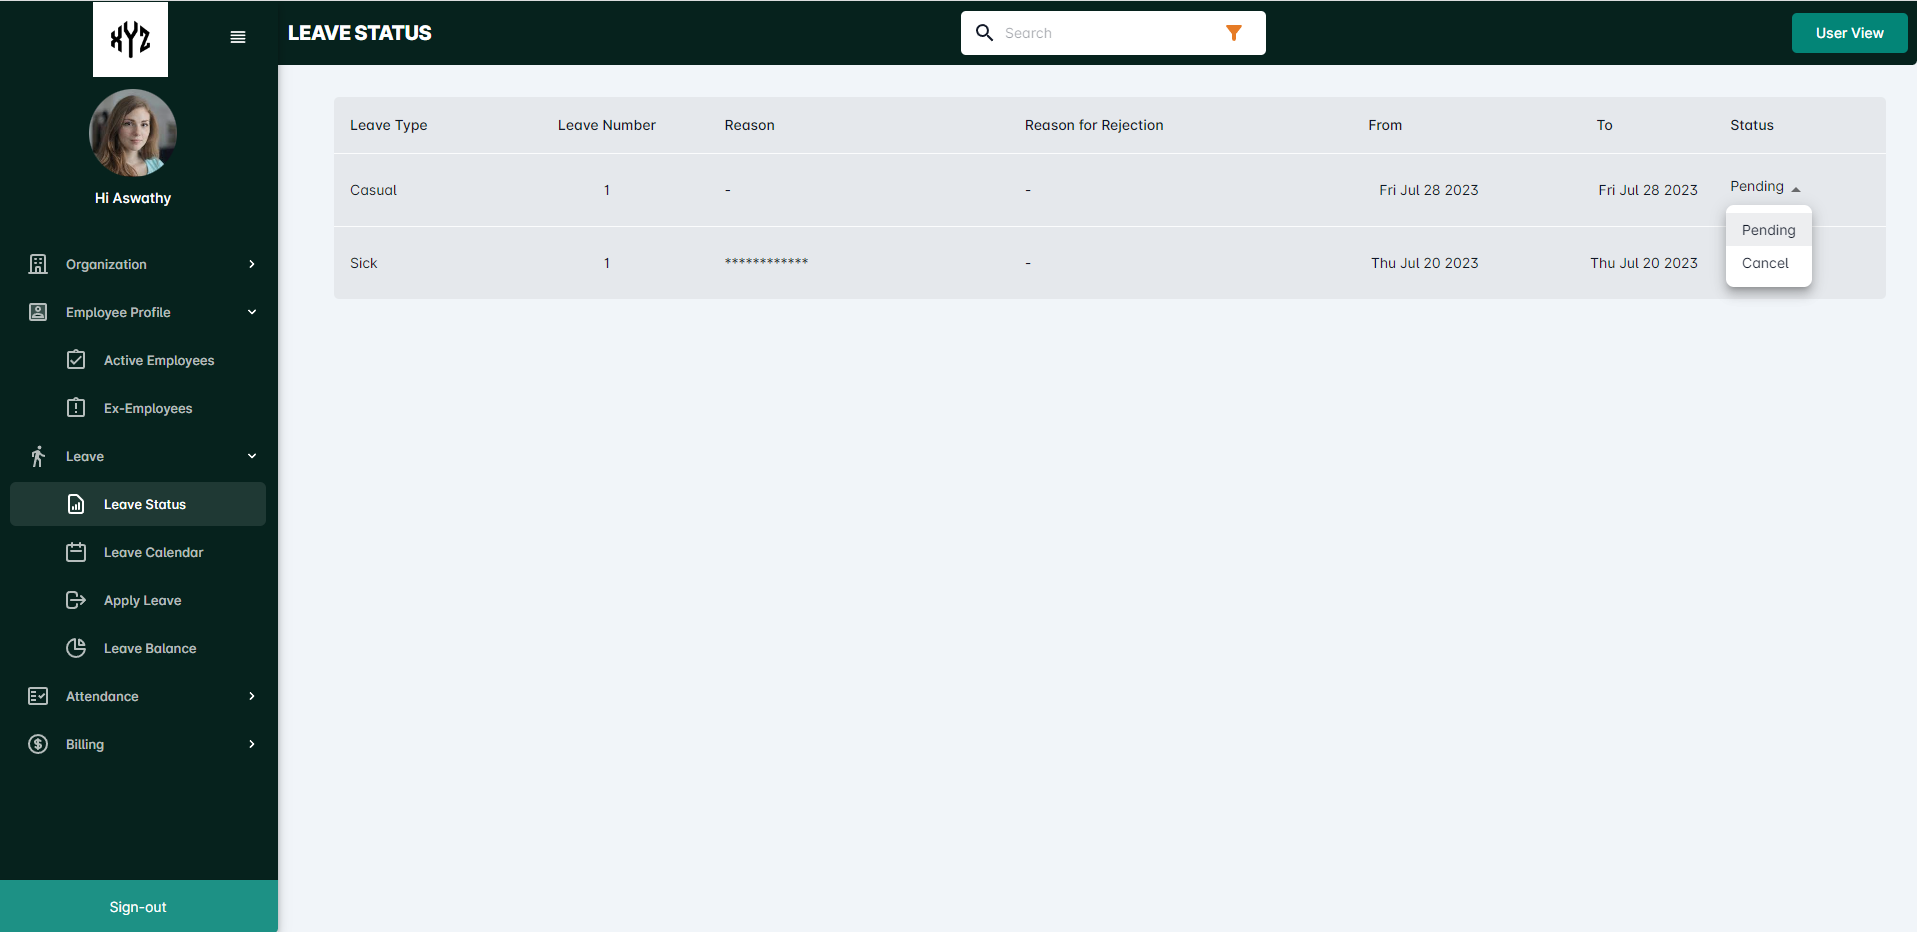 XYZ
LEAVE STATUS
Search
User View
Hi Aswathy
Organization
Employee Profile
Active Employees
Ex-Employees
Leave
Leave Status
Leave Calendar
Apply Leave
Leave Balance
Attendance
Billing
Sign-out
Leave Type Leave Number Reason Reason for Rejection From To Status
Casual 1 - - Fri Jul 28 2023 Fri Jul 28 2023 Pending
Sick 1 ************ - Thu Jul 20 2023 Thu Jul 20 2023
Pending
Cancel